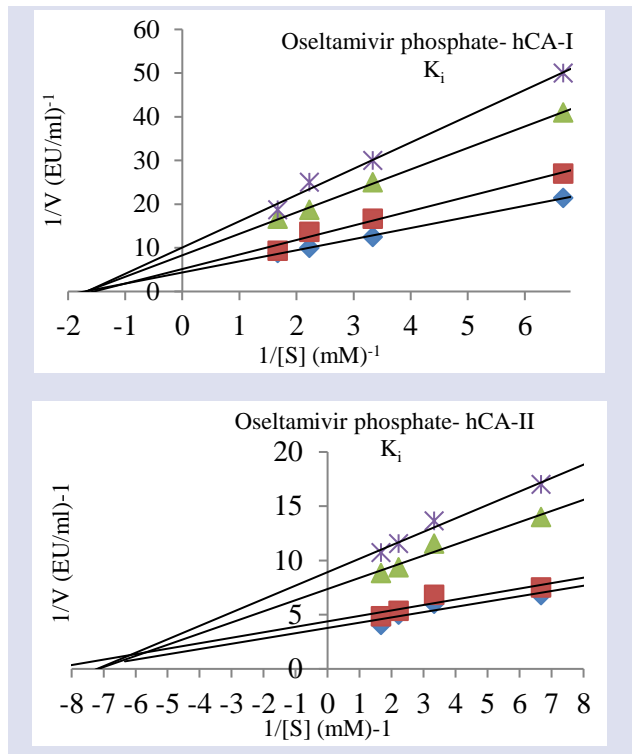 Oseltamivir phosphate- hCA-I
Ki
1/V (EU/ml)-1
60
50
40
30
20
10
0
-2 -1 0 1 2 3 4 5 6
1/[S] (mM)-1
Oseltamivir phosphate- hCA-II
Ki
1/V (EU/ml)-1
20
15
10
5
0
-8 -7 -6 -5 -4 -3 -2 -1 0 1 2 3 4 5 6 7 8
1/[S] (mM)-1